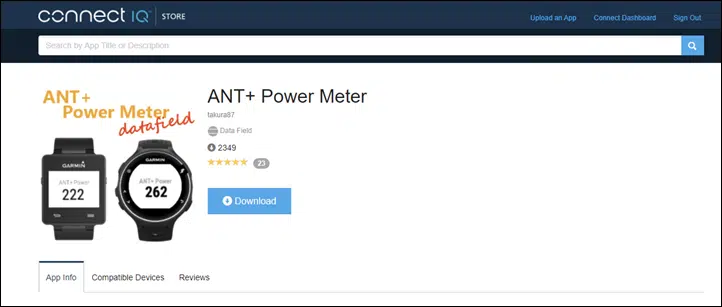 connect IQ™ | STORE
Upload an App Connect Dashboard Sign Out
Search by App Title or Description
ANT+
Power Meter
datafield
GARMIN
ANT+ Power
222
GARMIN
ANT+ Power
262
ANT+ Power Meter
takura87
Data Field
2349
23
Download
App Info Compatible Devices Reviews